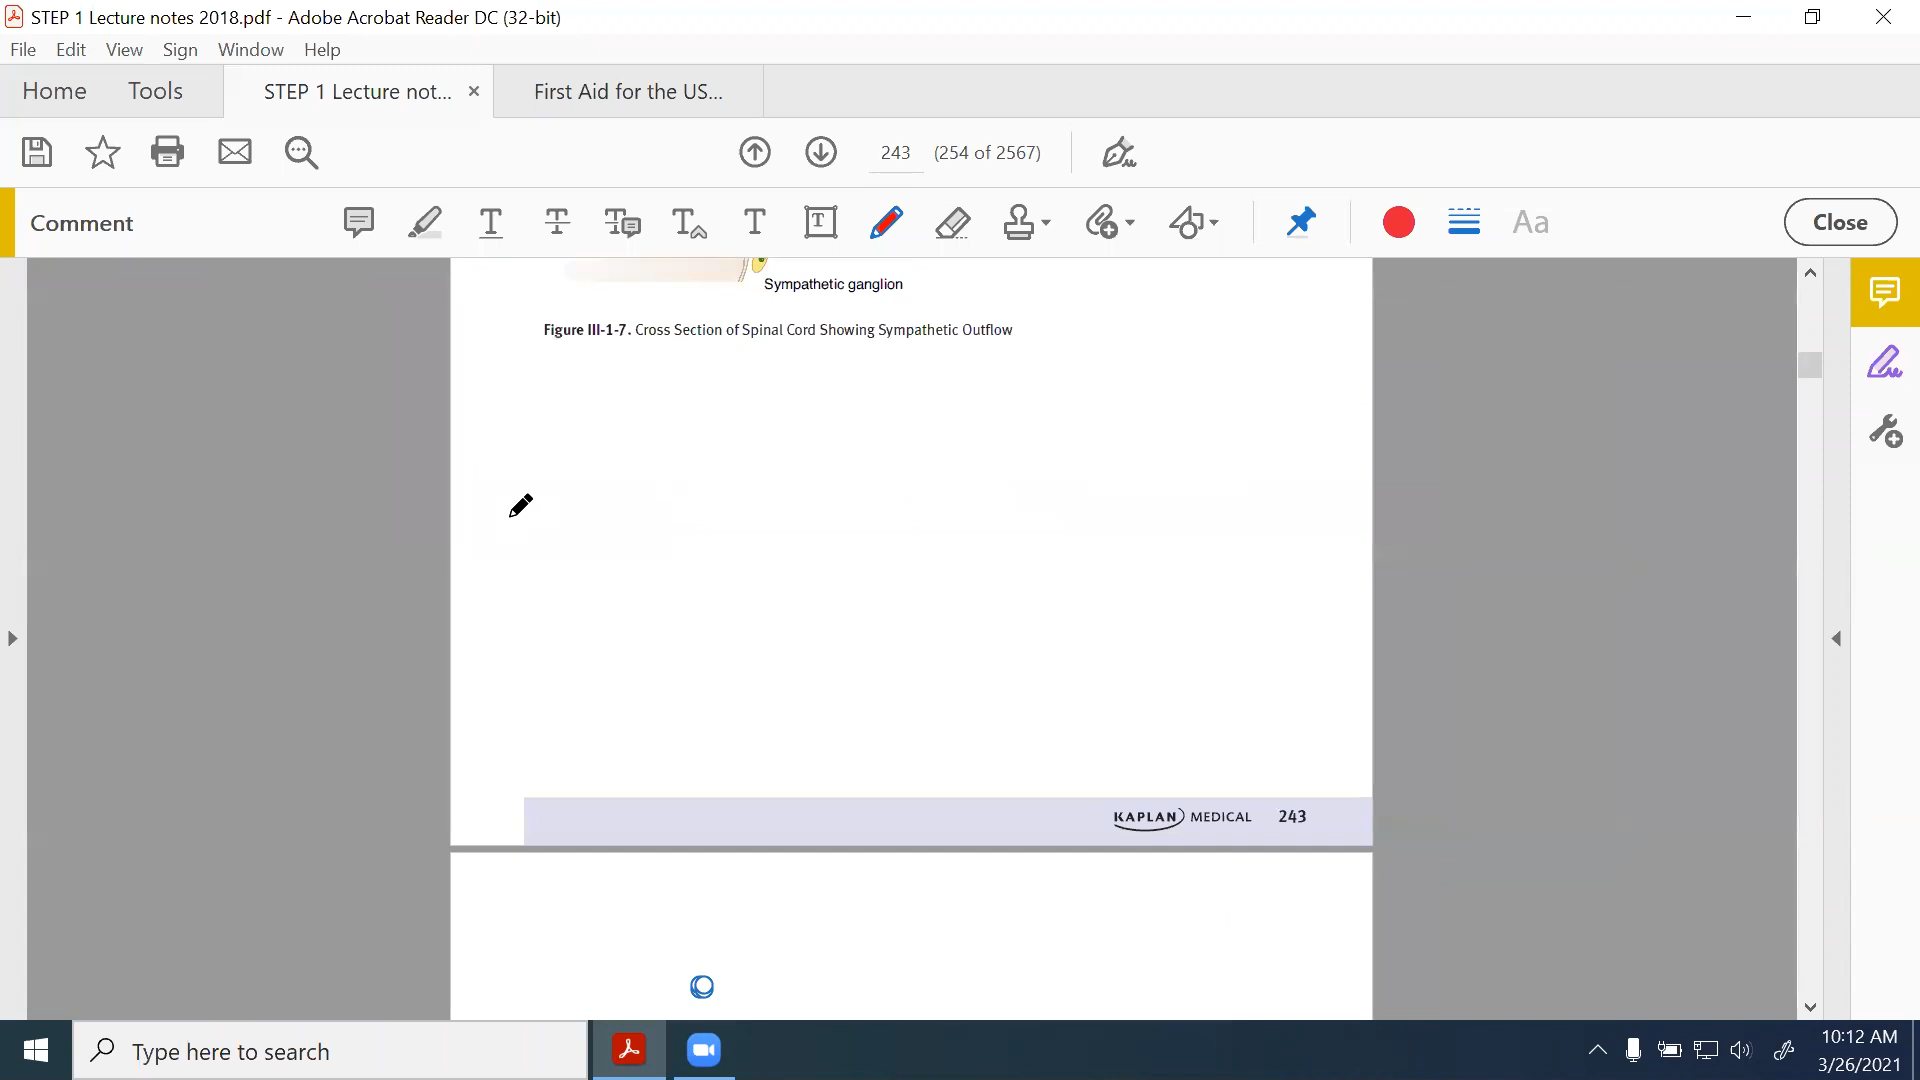 STEP 1 Lecture notes 2018.pdf - Adobe Acrobat Reader DC (32-bit)
File Edit View Sign Window Help
Home Tools STEP 1 Lecture not... × First Aid for the US...
243 (254 of 2567)
Comment T T T T T T Aa Close
Sympathetic ganglion
Figure III-1-7. Cross Section of Spinal Cord Showing Sympathetic Outflow
KAPLAN MEDICAL 243
Type here to search
10:12 AM
3/26/2021